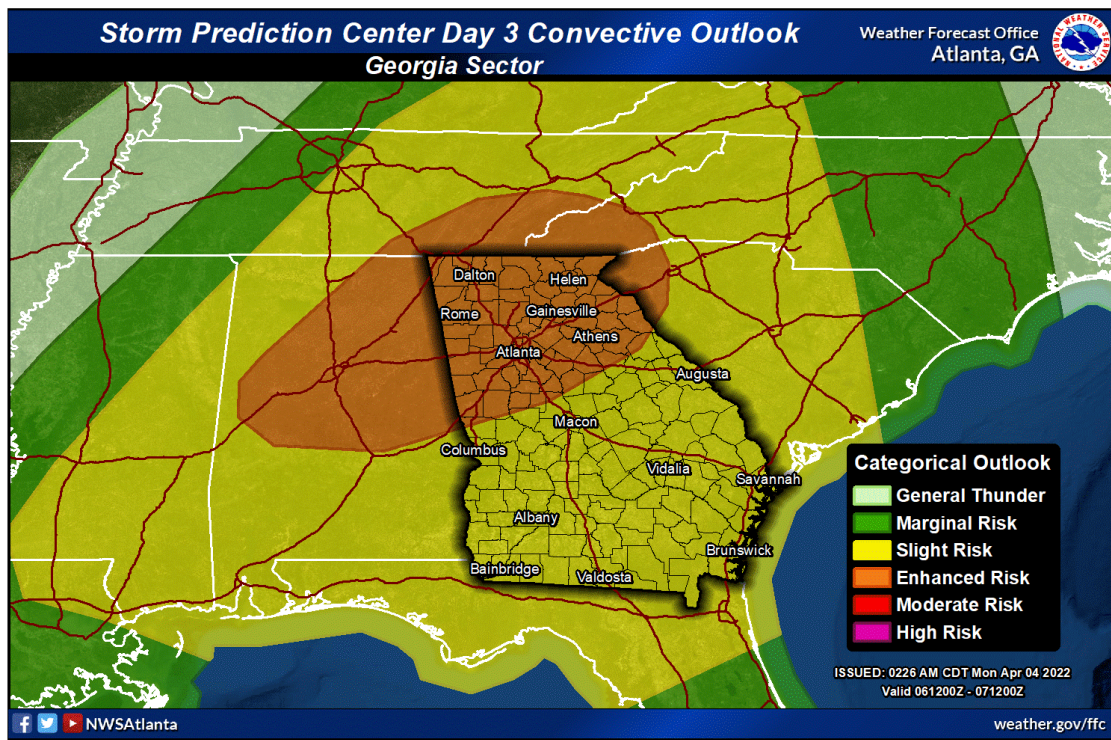 Storm Prediction Center Day 3 Convective Outlook
Georgia Sector
Weather Forecast Office
Atlanta, GA
NATIONAL WEATHER SERVICE
Dalton
Helen
Rome
Gainesville
Athens
Atlanta
Augusta
Macon
Columbus
Vidalia
Savannah
Albany
Brunswick
Bainbridge
Valdosta
Categorical Outlook
General Thunder
Marginal Risk
Slight Risk
Enhanced Risk
Moderate Risk
High Risk
ISSUED: 0226 AM CDT Mon Apr 04 2022
Valid 061200Z - 071200Z
NWSAtlanta
weather.gov/ffc